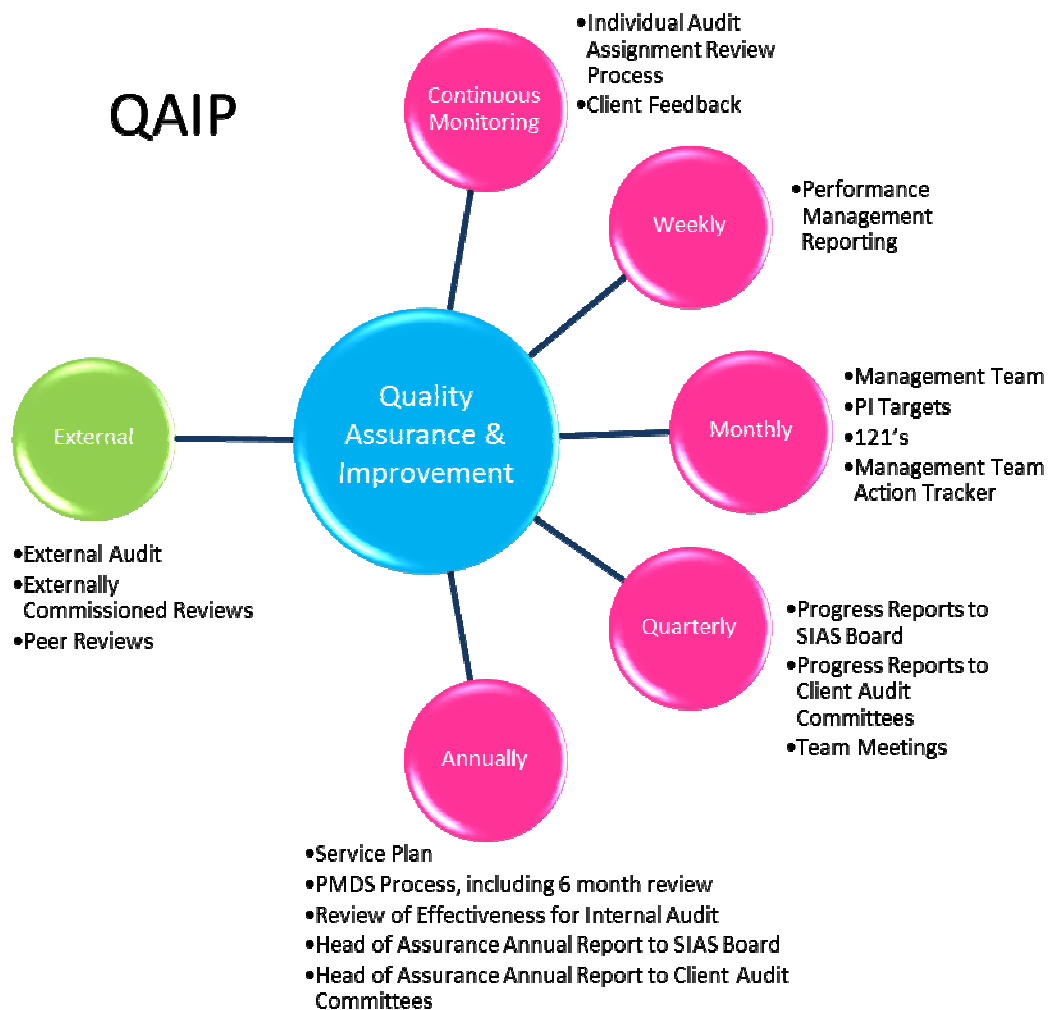 QAIP
Continuous
Monitoring
•Individual Audit
Assignment Review
Process
•Client Feedback
Weekly
•Performance
Management
Reporting
Monthly
•Management Team
•PI Targets
•121's
•Management Team
Action Tracker
Quality
Assurance &
Improvement
External
•External Audit
•Externally
Commissioned Reviews
•Peer Reviews
Quarterly
•Progress Reports to
SIAS Board
•Progress Reports to
Client Audit
Committees
•Team Meetings
Annually
•Service Plan
•PMDS Process, including 6 month review
•Review of Effectiveness for Internal Audit
•Head of Assurance Annual Report to SIAS Board
•Head of Assurance Annual Report to Client Audit
Committees